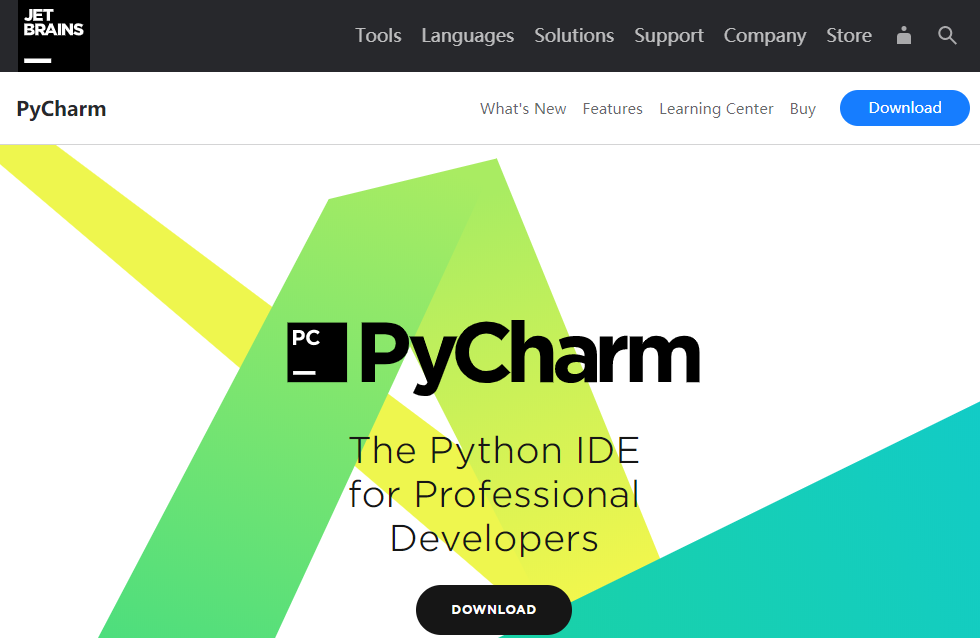 JET
BRAINS
Tools Languages Solutions Support Company Store
PyCharm
What's New Features Learning Center Buy Download
PC
PyCharm
The Python IDE
for Professional
Developers
DOWNLOAD